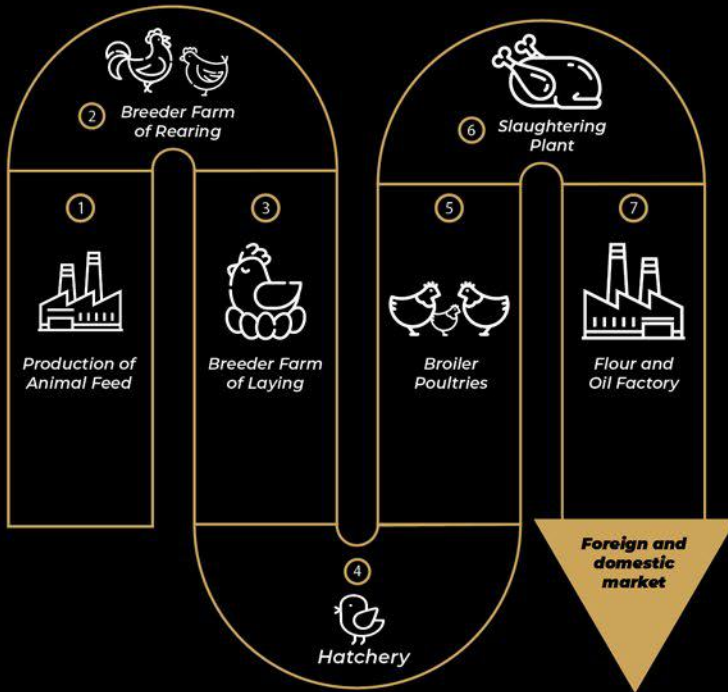 1
Production of
Animal Feed
2
Breeder Farm
of Rearing
3
Breeder Farm
of Laying
4
Hatchery
5
Broiler
Poultries
6
Slaughtering
Plant
7
Flour and
Oil Factory
Foreign and
domestic
market